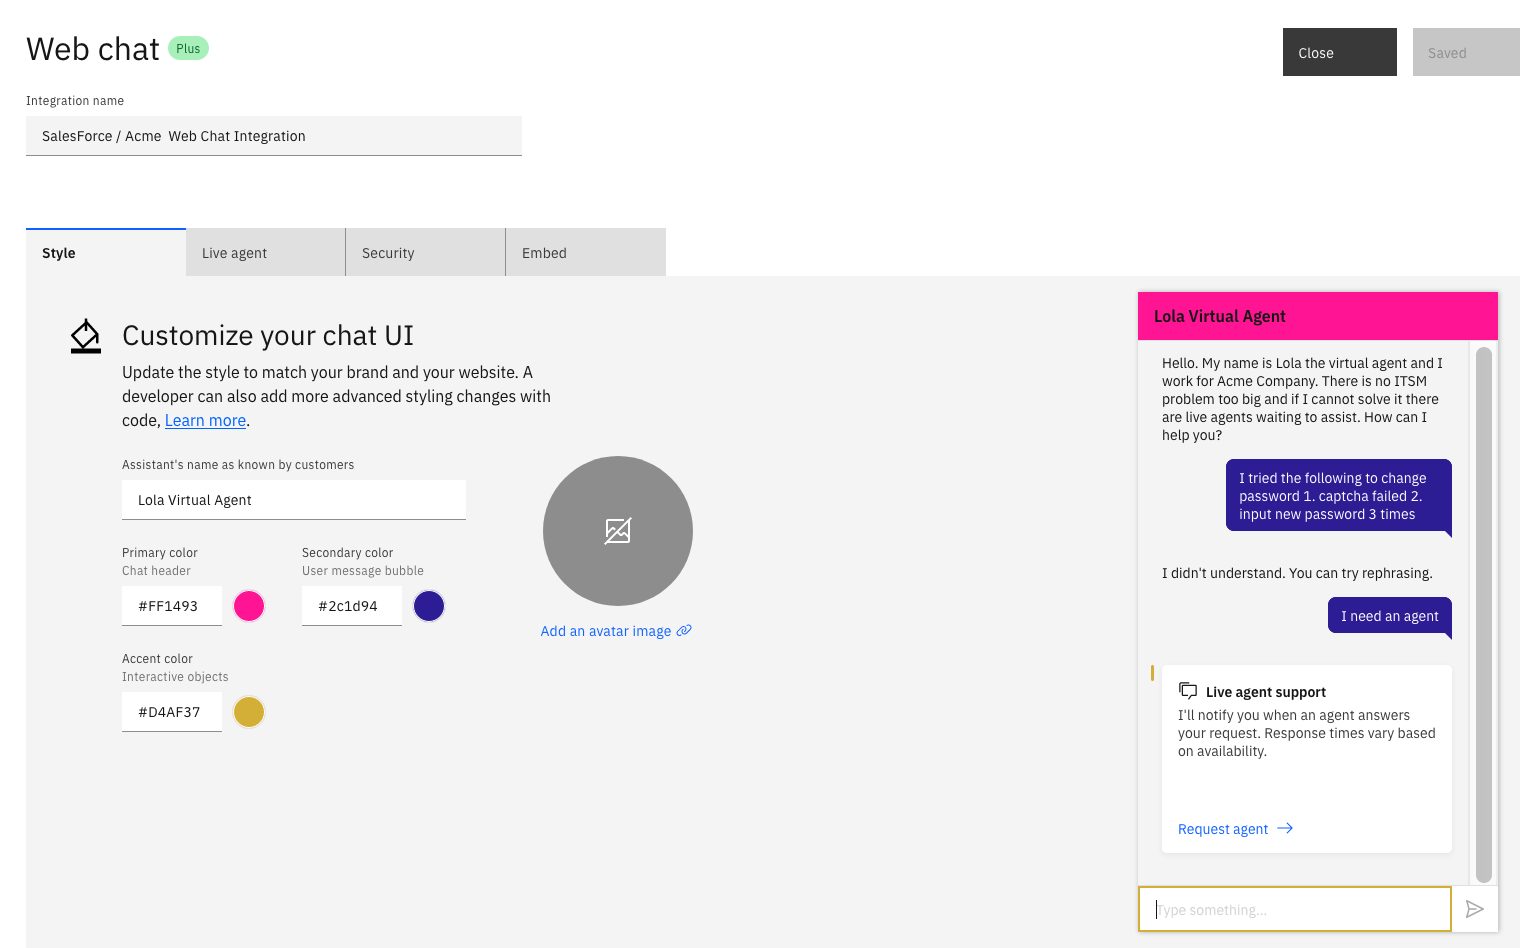 Web chat Plus
Close
Saved
Integration name
SalesForce / Acme  Web Chat Integration
Style
Live agent
Security
Embed
Customize your chat UI
Update the style to match your brand and your website. A
developer can also add more advanced styling changes with
code, Learn more.
Assistant's name as known by customers
Lola Virtual Agent
Primary color
Chat header
#FF1493
Secondary color
User message bubble
#2c1d94
Accent color
Interactive objects
#D4AF37
Add an avatar image
Lola Virtual Agent
Hello. My name is Lola the virtual agent and I
work for Acme Company. There is no ITSM
problem too big and if I cannot solve it there
are live agents waiting to assist. How can I
help you?
I tried the following to change
password 1. captcha failed 2.
input new password 3 times
I didn't understand. You can try rephrasing.
I need an agent
Live agent support
I'll notify you when an agent answers
your request. Response times vary based
on availability.
Request agent
Type something...